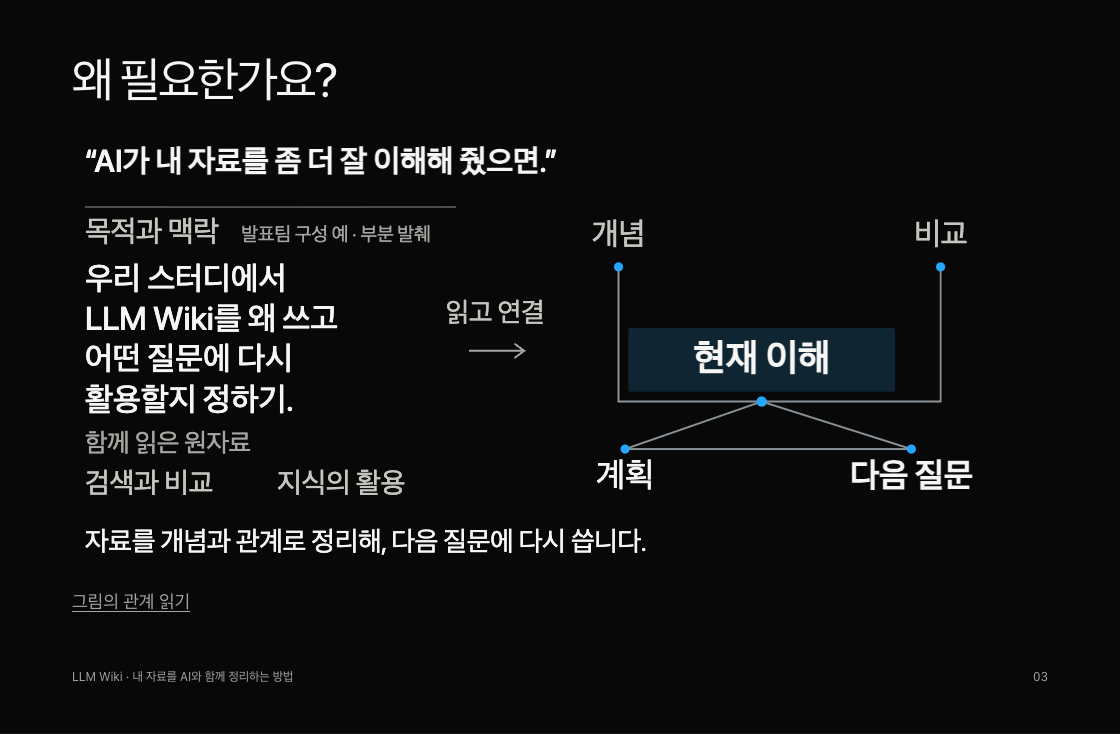 왜 필요한가요?
“AI가 내 자료를 좀 더 잘 이해해 줬으면.”
목적과 맥락 발표팀 구성 예 · 부분 발췌
우리 스터디에서
LLM Wiki를 왜 쓰고
어떤 질문에 다시
활용할지 정하기.
함께 읽은 원자료
검색과 비교 지식의 활용
읽고 연결
개념 비교
현재 이해
계획 다음 질문
자료를 개념과 관계로 정리해, 다음 질문에 다시 씁니다.
그림의 관계 읽기
LLM Wiki · 내 자료를 AI와 함께 정리하는 방법 03